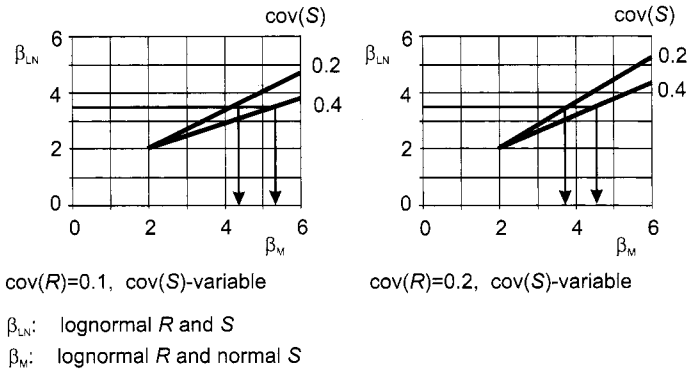 cov(S)
β_LN
6
4
2
0
0 2 4 6
β_M
0.2
0.4
cov(S)
β_LN
6
4
2
0
0 2 4 6
β_M
0.2
0.4
cov(R)=0.1, cov(S)-variable
cov(R)=0.2, cov(S)-variable
β_LN: lognormal R and S
β_M: lognormal R and normal S